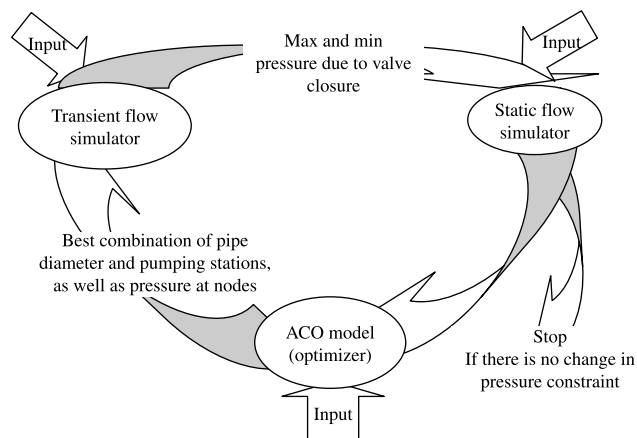 Input
Max and min
pressure due to valve
closure
Input
Transient flow
simulator
Static flow
simulator
Best combination of pipe
diameter and pumping stations,
as well as pressure at nodes
ACO model
(optimizer)
Stop
If there is no change in
pressure constraint
Input